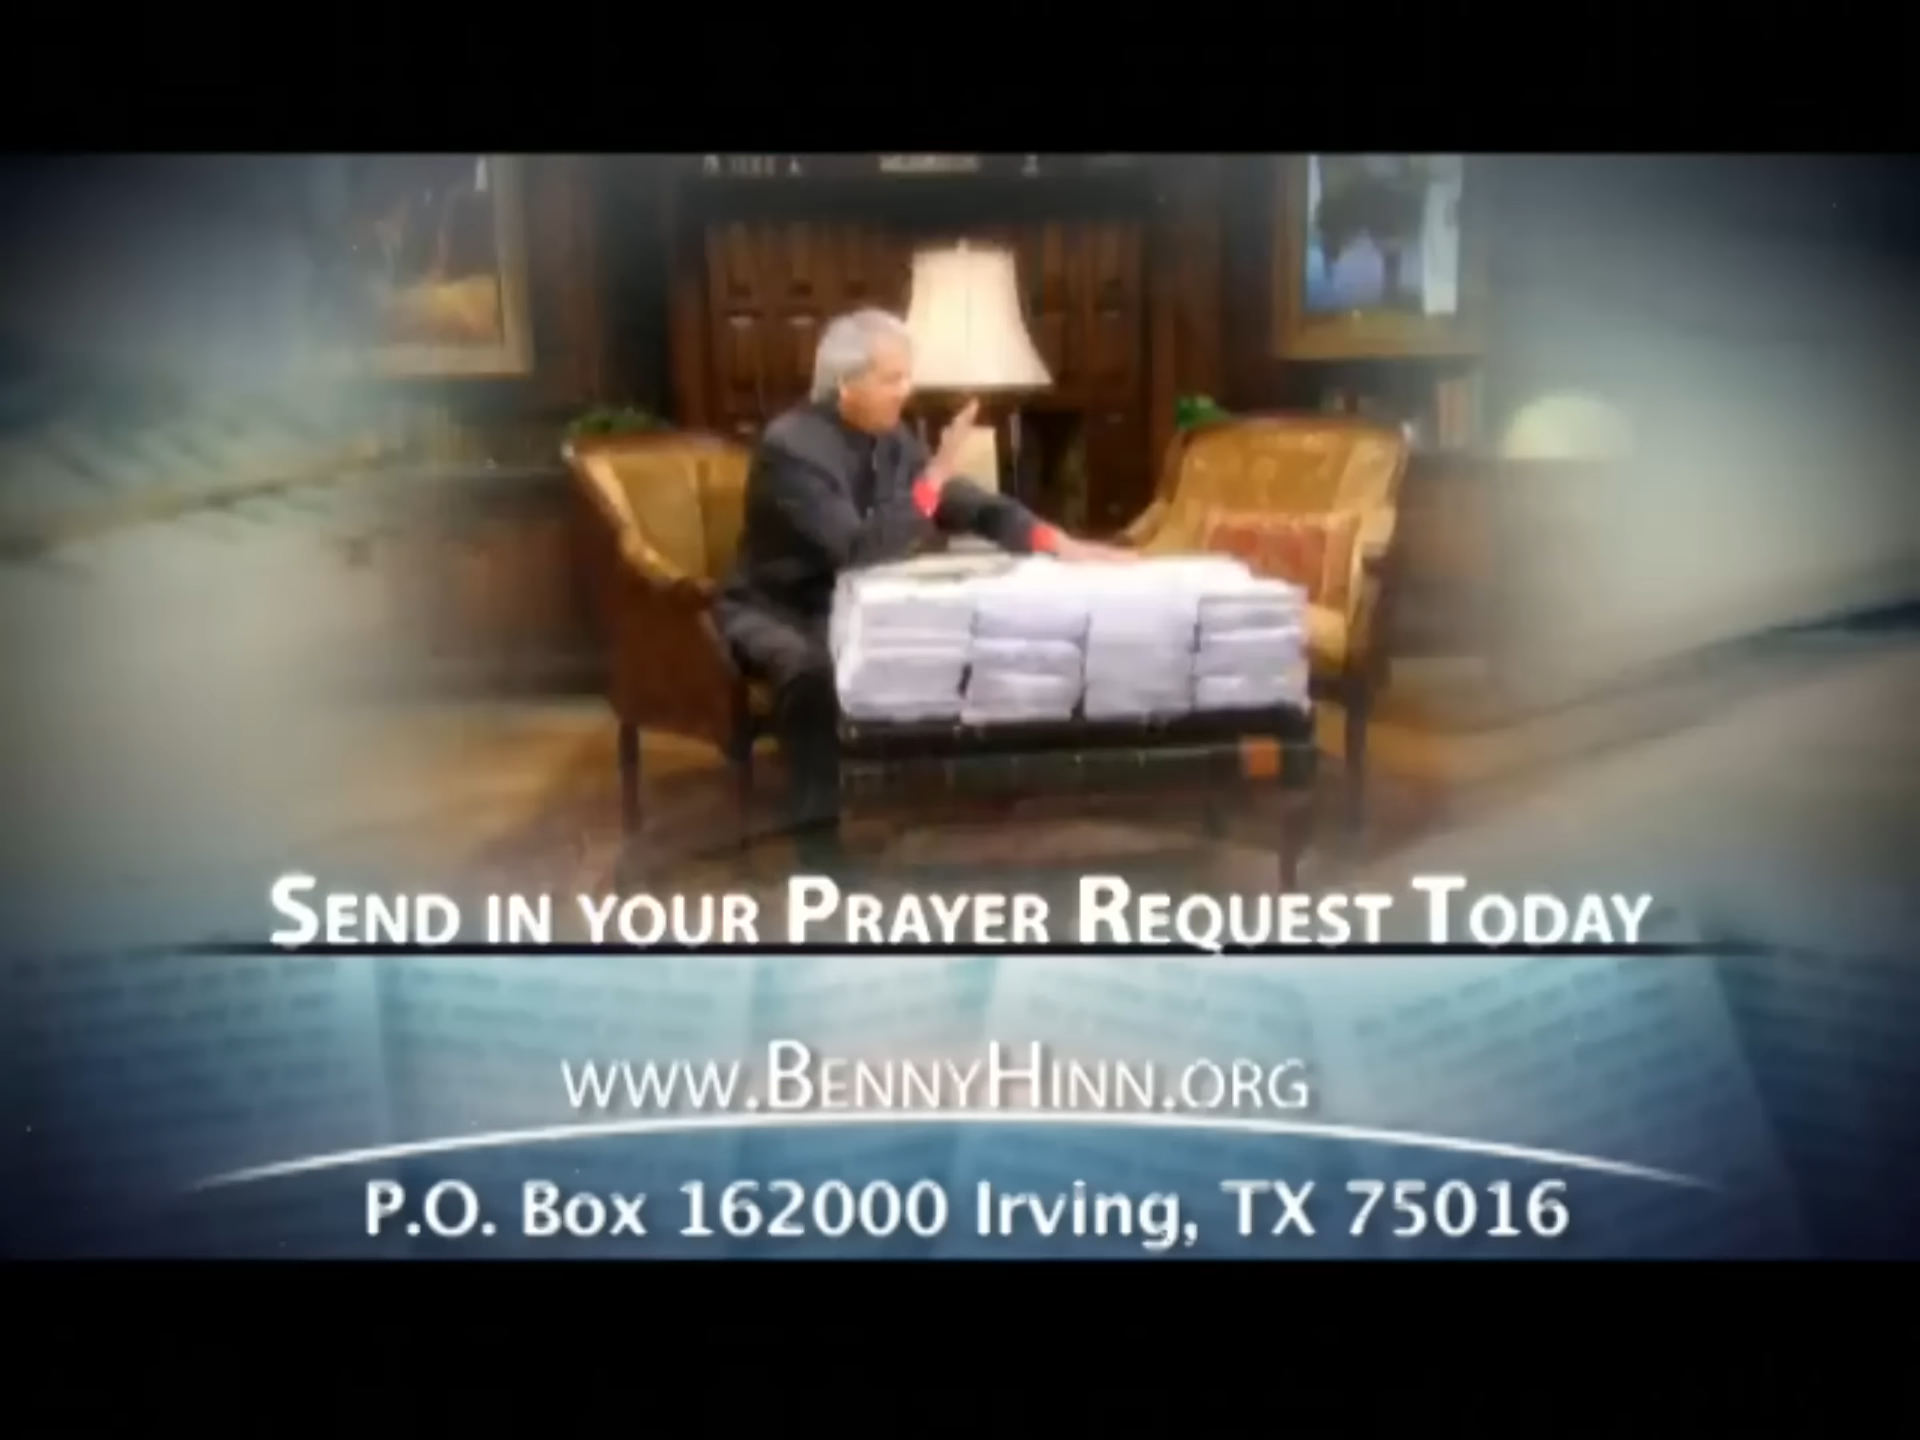 Send in your Prayer Request Today
www.BennyHinn.org
P.O. Box 162000 Irving, TX 75016